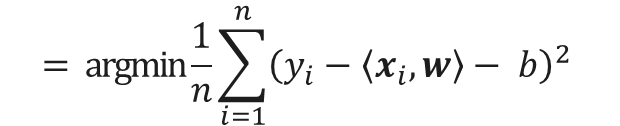 = argmin 1/n ∑_{i=1}^{n} (y_i − ⟨𝒙_i, 𝒘⟩ − b)²